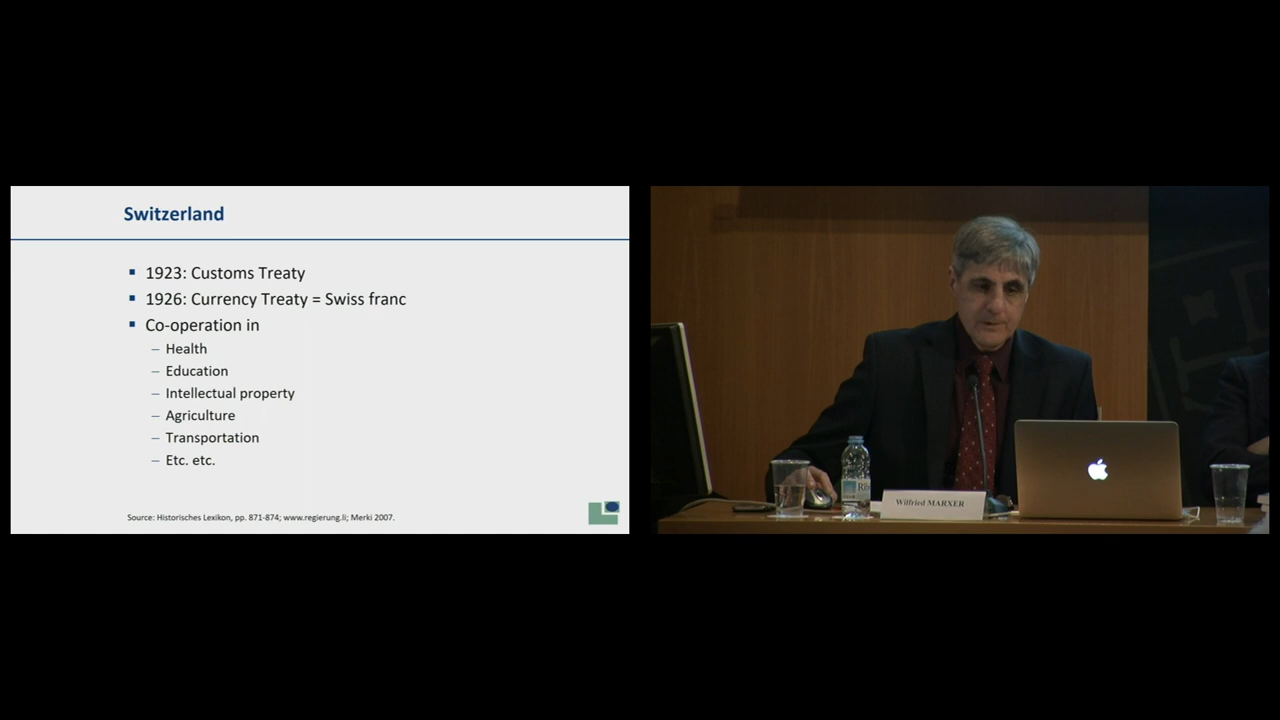 Switzerland
1923: Customs Treaty
1926: Currency Treaty = Swiss franc
Co-operation in
– Health
– Education
– Intellectual property
– Agriculture
– Transportation
– Etc. etc.
Source: Historisches Lexikon, pp. 871-874; www.regierung.li; Merki 2007.
Wilfried MARXER